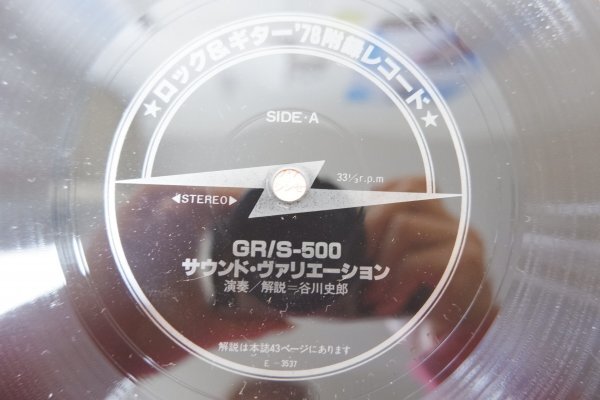 ★ロック&ギター'78附録レコード★
SIDE·A
33⅓r.p.m
◀STEREO▶
GR/S-500
サウンド・ヴァリエーション
演奏/解説=谷川史郎
解説は本誌43ページにあります
E-3537